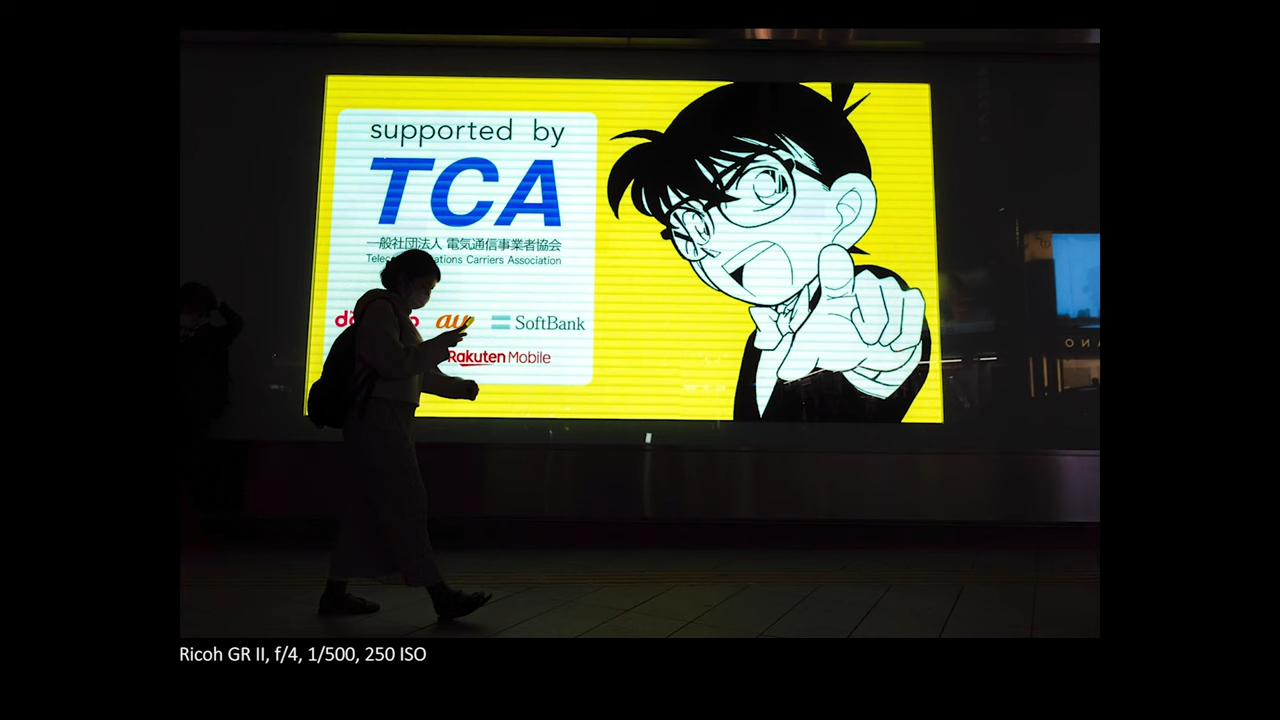 supported by
TCA
一般社団法人 電気通信事業者協会
Carriers Association
au SoftBank
Rakuten Mobile
Ricoh GR II, f/4, 1/500, 250 ISO